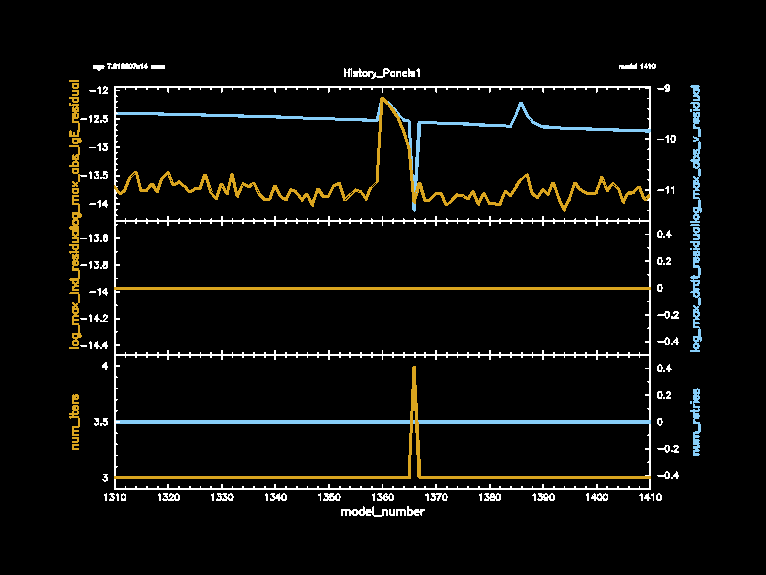 History_Panels1
model 1410
log_max_abs_lgE_residual
-12
-12.5
-13
-13.5
-14
-9
-10
-11
log_max_abs_v_residual
log_max_lnd_residual
-13.6
-13.8
-14
-14.2
-14.4
0.4
0.2
0
-0.2
-0.4
log_max_drdt_residual
num_iters
4
3.5
3
0.4
0.2
0
-0.2
-0.4
num_retries
1310 1320 1330 1340 1350 1360 1370 1380 1390 1400 1410
model_number